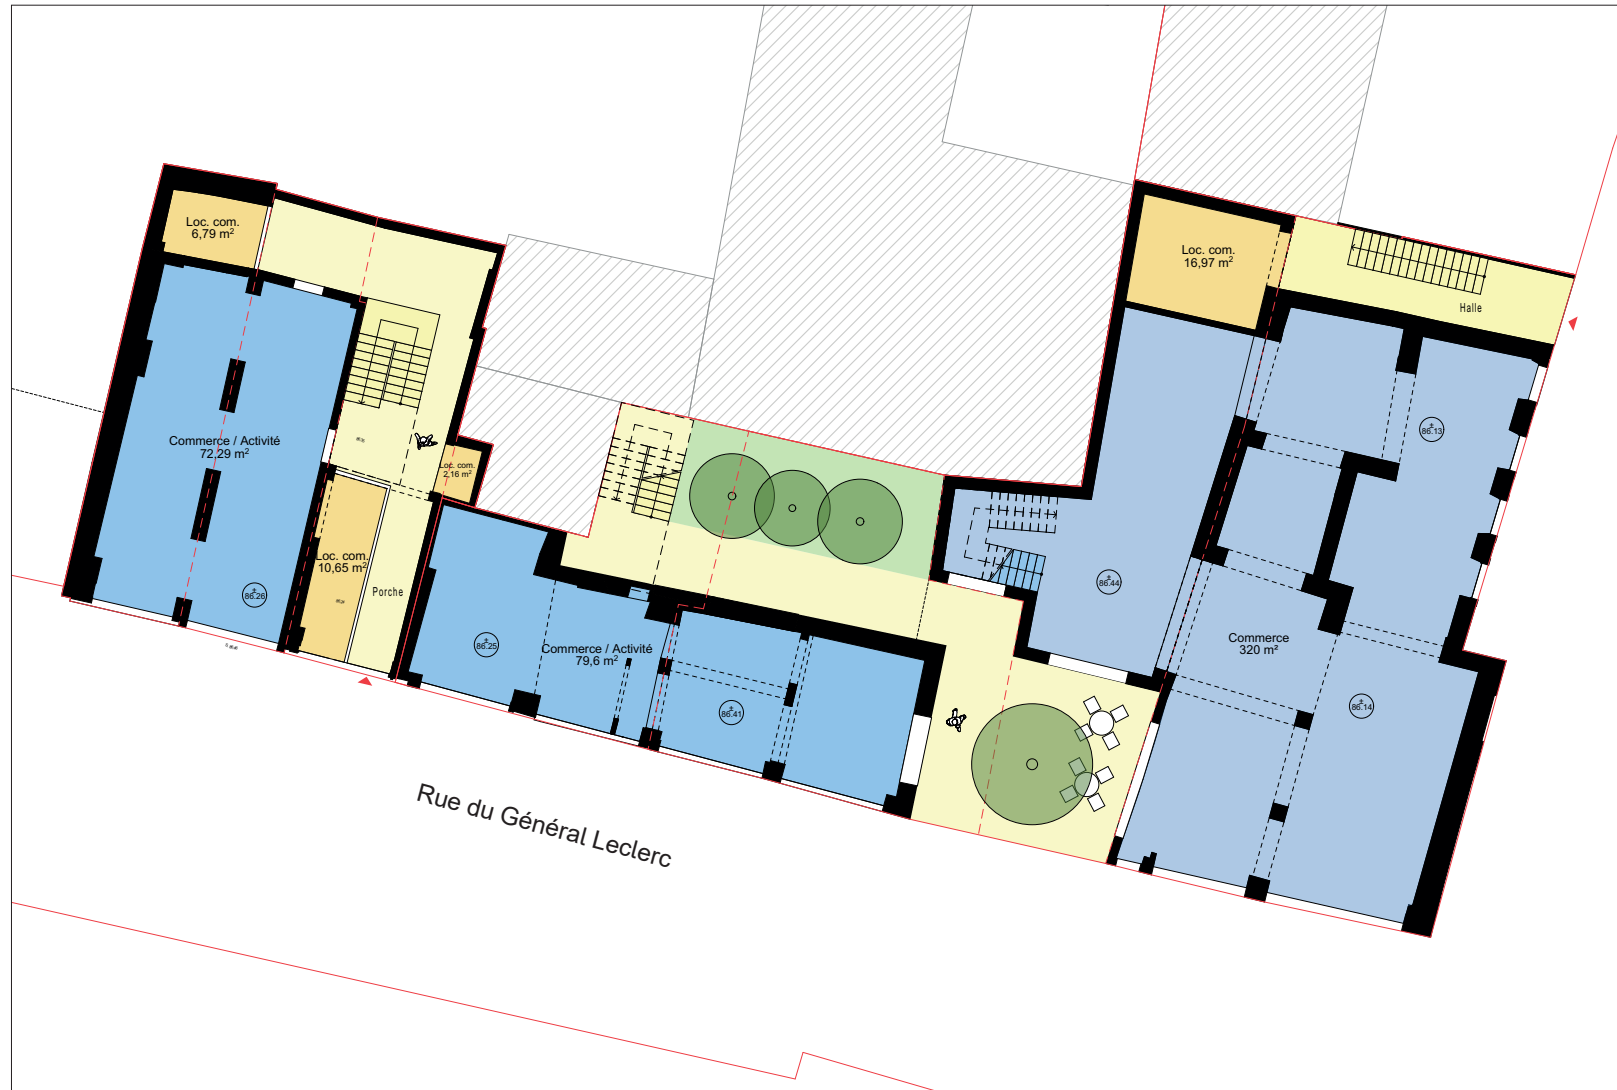 Loc. com.
6,79 m²
Loc. com.
16,97 m²
Halle
±
86.13
Commerce / Activité
72,29 m²
Loc. com.
2,16 m²
Loc. com.
10,65 m²
Porche
±
86.26
±
86.44
±
86.25
Commerce / Activité
79,6 m²
Commerce
320 m²
±
86.41
±
86.14
Rue du Général Leclerc